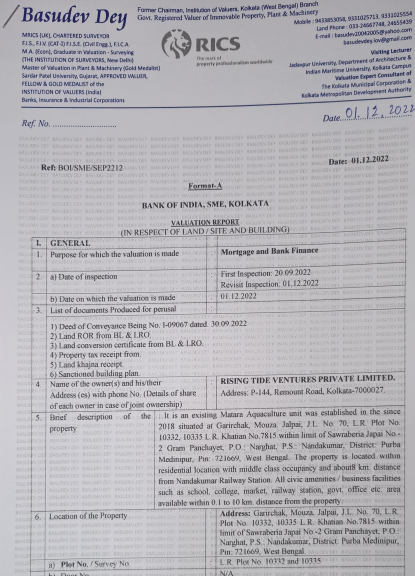 Basudev Dey
MRICS (UK), CHARTERED SURVEYOR
F.I.S., F.I.V (CAT-I) F.I.S.E. (Civil Engg.), F.I.C.A.
M.A. (Econ), Graduate in Valuation - Surveying
(THE INSTITUTION OF SURVEYORS, New Delhi)
Master of Valuation in Plant & Machinery (Gold Medalist)
Sardar Patel University, Gujarat, APPROVED VALUER,
FELLOW & GOLD MEDALIST of the
INSTITUTION OF VALUERS (India)
Banks, Insurance & Industrial Corporations
Former Chairman, Institution of Valuers, Kolkata (West Bengal) Branch
Govt. Registered Valuer of Immovable Property, Plant & Machinery
RICS
The mark of
property professionalism worldwide
Mobile : 9433853058, 9331025713, 9331025554
Land Phone : 033-24667748, 24655439
E-mail : basudev20042005@yahoo.com
basudevdey.iov@gmail.com
Visiting Lecturer
Jadavpur University, Department of Architecture &
Indian Maritime University, Kolkata Campus
Valuation Expert Consultant of
The Kolkata Municipal Corporation &
Kolkata Metropolitan Development Authority
Ref. No.
Date. 01.12.2022
Ref: BOI/SME/SEP2212
Date: 01.12.2022
Format-A
BANK OF INDIA, SME, KOLKATA
VALUATION REPORT
(IN RESPECT OF LAND / SITE AND BUILDING)
I. GENERAL
1. Purpose for which the valuation is made : Mortgage and Bank Finance
2. a) Date of inspection : First Inspection: 20.09.2022
Revisit Inspection. 01.12.2022
b) Date on which the valuation is made : 01.12.2022
3. List of documents Produced for perusal
1) Deed of Conveyance Being No. I-09067 dated. 30.09.2022
2) Land ROR from BL & LRO.
3) Land conversion certificate from BL & LRO.
4) Property tax receipt from.
5) Land khajna receipt.
6) Sanctioned building plan.
4. Name of the owner(s) and his/their : RISING TIDE VENTURES PRIVATE LIMITED.
Address (es) with phone No. (Details of share Address: P-144, Remount Road, Kolkata-7000027.
of each owner in case of joint ownership)
5. Brief description of the : It is an existing Matara Aquaculture unit was established in the since
property 2018 situated at Garirchak, Mouza. Jalpai, J.L. No. 70, L.R. Plot No.
10332, 10335 L.R. Khatian No.7815 within limit of Sawraberia Japai No.-
2 Gram Panchayet, P.O.: Narghat, P.S.: Nandakumar, District: Purba
Medinipur, Pin: 721669, West Bengal. The property is located within
residential location with middle class occupancy and about8 km. distance
from Nandakumar Railway Station. All civic amenities / business facilities
such as school, college, market, railway station, govt. office etc. area
available within 0.1 to 10 km. distance from the property.
6. Location of the Property : Address: Garirchak, Mouza. Jalpai, J.L. No. 70, L.R.
Plot No. 10332, 10335 L.R. Khatian No.7815 within
limit of Sawraberia Japai No -2 Gram Panchayet, P.O.:
Narghat, P.S.: Nandakumar, District: Purba Medinipur,
Pin: 721669, West Bengal
a) Plot No. / Survey No. : L.R. Plot No. 10332 and 10335
N/A